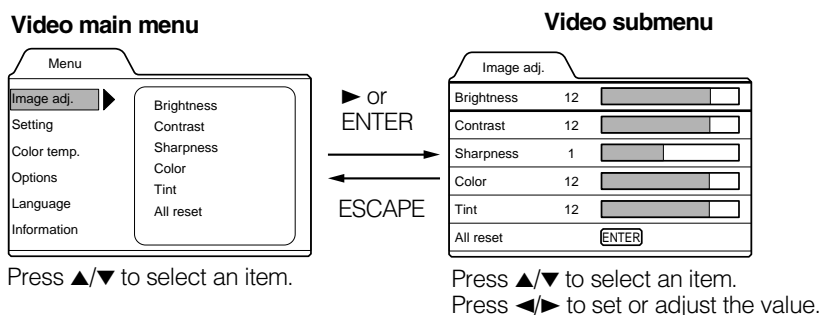 Video main menu
Menu
Image adj.
Setting
Color temp.
Options
Language
Information
Brightness
Contrast
Sharpness
Color
Tint
All reset
Press ▲/▼ to select an item.
► or
ENTER
ESCAPE
Video submenu
Image adj.
Brightness 12
Contrast 12
Sharpness 1
Color 12
Tint 12
All reset ENTER
Press ▲/▼ to select an item.
Press ◄/► to set or adjust the value.